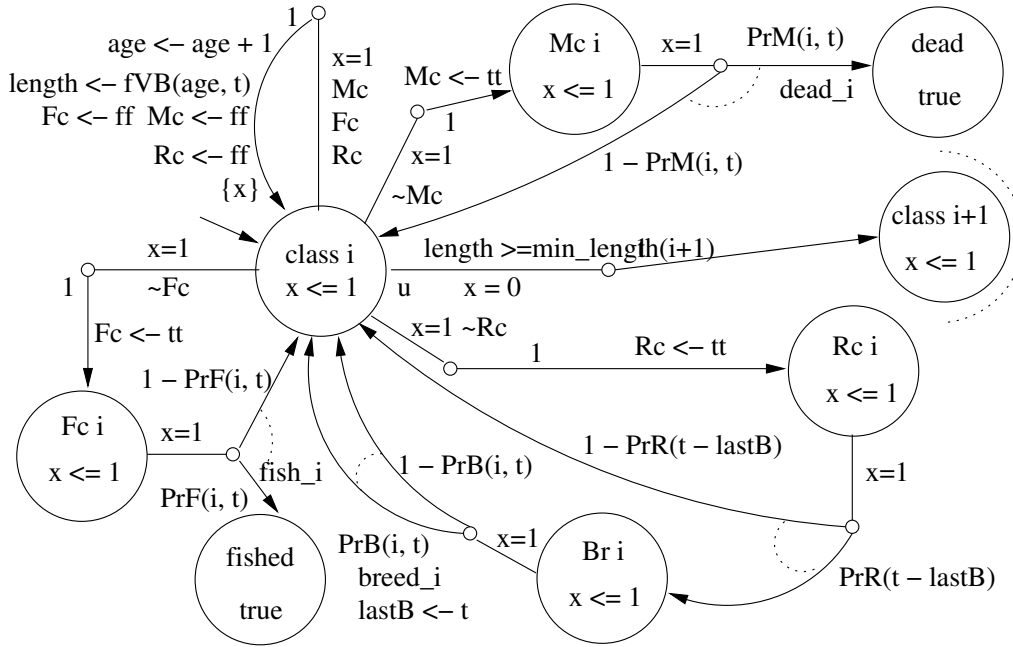 1
age <– age + 1
length <– fVB(age, t)
Fc <– ff Mc <– ff
Rc <– ff
{x}
x=1
Mc
Fc
Rc
Mc <– tt
1
x=1
~Mc
Mc i
x <= 1
x=1
PrM(i, t)
dead_i
dead
true
1 – PrM(i, t)
class i
x <= 1
length >=min_length(i+1)
1
u
x = 0
class i+1
x <= 1
x=1
~Fc
1
Fc <– tt
x=1 ~Rc
1
Rc <– tt
Rc i
x <= 1
1 – PrF(i, t)
Fc i
x <= 1
x=1
fish_i
PrF(i, t)
fished
true
1 – PrB(i, t)
1 – PrR(t – lastB)
x=1
PrB(i, t)
breed_i
lastB <– t
x=1
Br i
x <= 1
PrR(t – lastB)